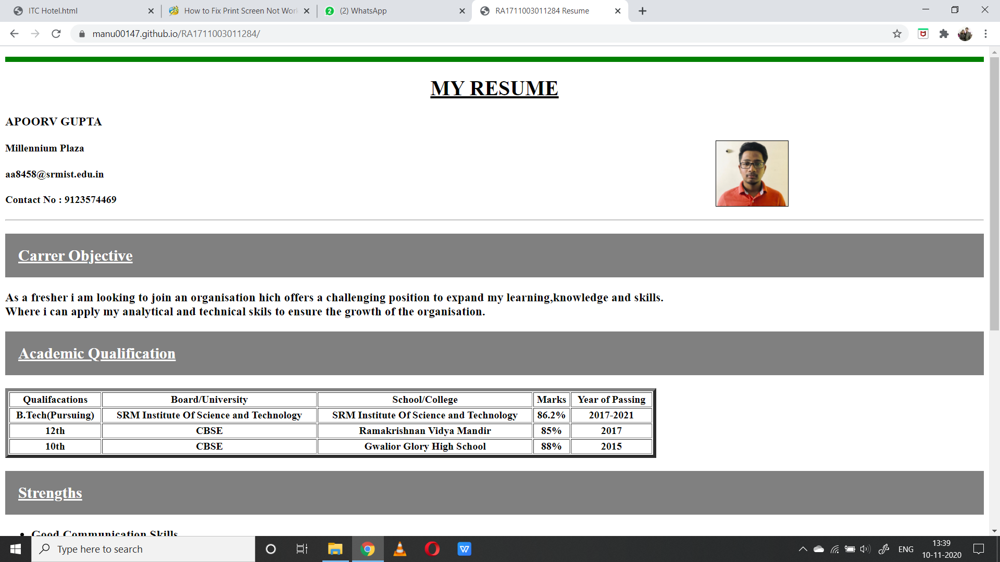 ITC Hotel.html
How to Fix Print Screen Not Wor
2 (2) WhatsApp
RA1711003011284 Resume
manu00147.github.io/RA1711003011284/
MY RESUME
APOORV GUPTA
Millennium Plaza
aa8458@srmist.edu.in
Contact No : 9123574469
Carrer Objective
As a fresher i am looking to join an organisation hich offers a challenging position to expand my learning,knowledge and skills.
Where i can apply my analytical and technical skils to ensure the growth of the organisation.
Academic Qualification
Qualifacations Board/University School/College Marks Year of Passing
B.Tech(Pursuing) SRM Institute Of Science and Technology SRM Institute Of Science and Technology 86.2% 2017-2021
12th CBSE Ramakrishnan Vidya Mandir 85% 2017
10th CBSE Gwalior Glory High School 88% 2015
Strengths
• Good Communication Skills
Type here to search
W
ENG
13:39
10-11-2020